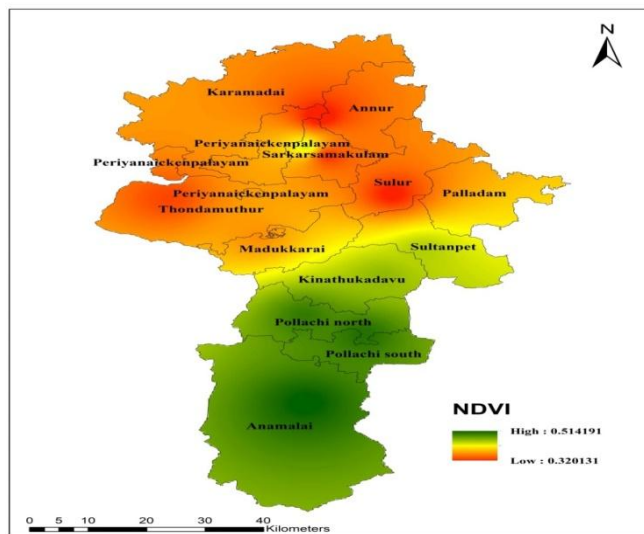 N
Karamadai
Annur
Periyanaickenpalayam
Sarkarsamakulam
Periyanaickenpalayam
Periyanaickenpalayam
Sulur
Palladam
Thondamuthur
Madukkarai
Sultanpet
Kinathukadavu
Pollachi north
Pollachi south
Anamalai
NDVI
High : 0.514191
Low : 0.320131
0 5 10 20 30 40
Kilometers